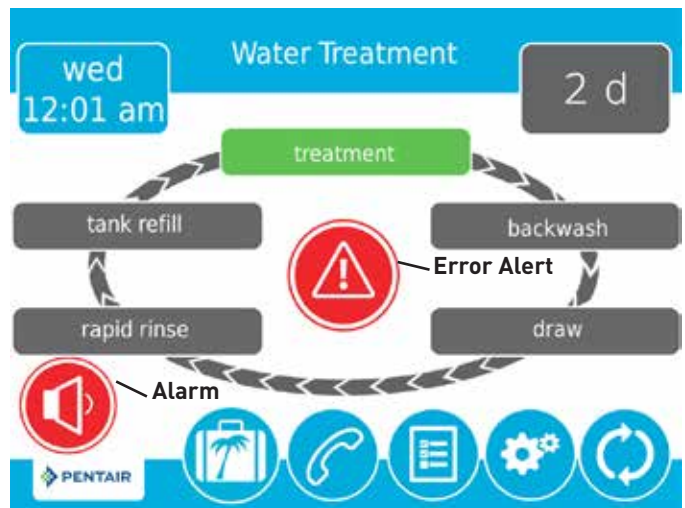 wed
12:01 am
Water Treatment
2 d
treatment
tank refill
backwash
Error Alert
rapid rinse
draw
Alarm
PENTAIR